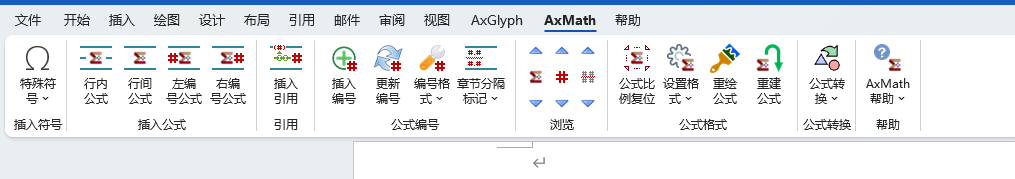 文件 开始 插入 绘图 设计 布局 引用 邮件 审阅 视图 AxGlyph AxMath 帮助
特殊符号
插入符号
行内公式
行间公式
左编号公式
右编号公式
插入公式
插入引用
引用
插入编号
更新编号
编号格式
章节分隔标记
公式编号
浏览
公式比例复位
设置格式
重绘公式
重建公式
公式格式
公式转换
公式转换
AxMath帮助
帮助